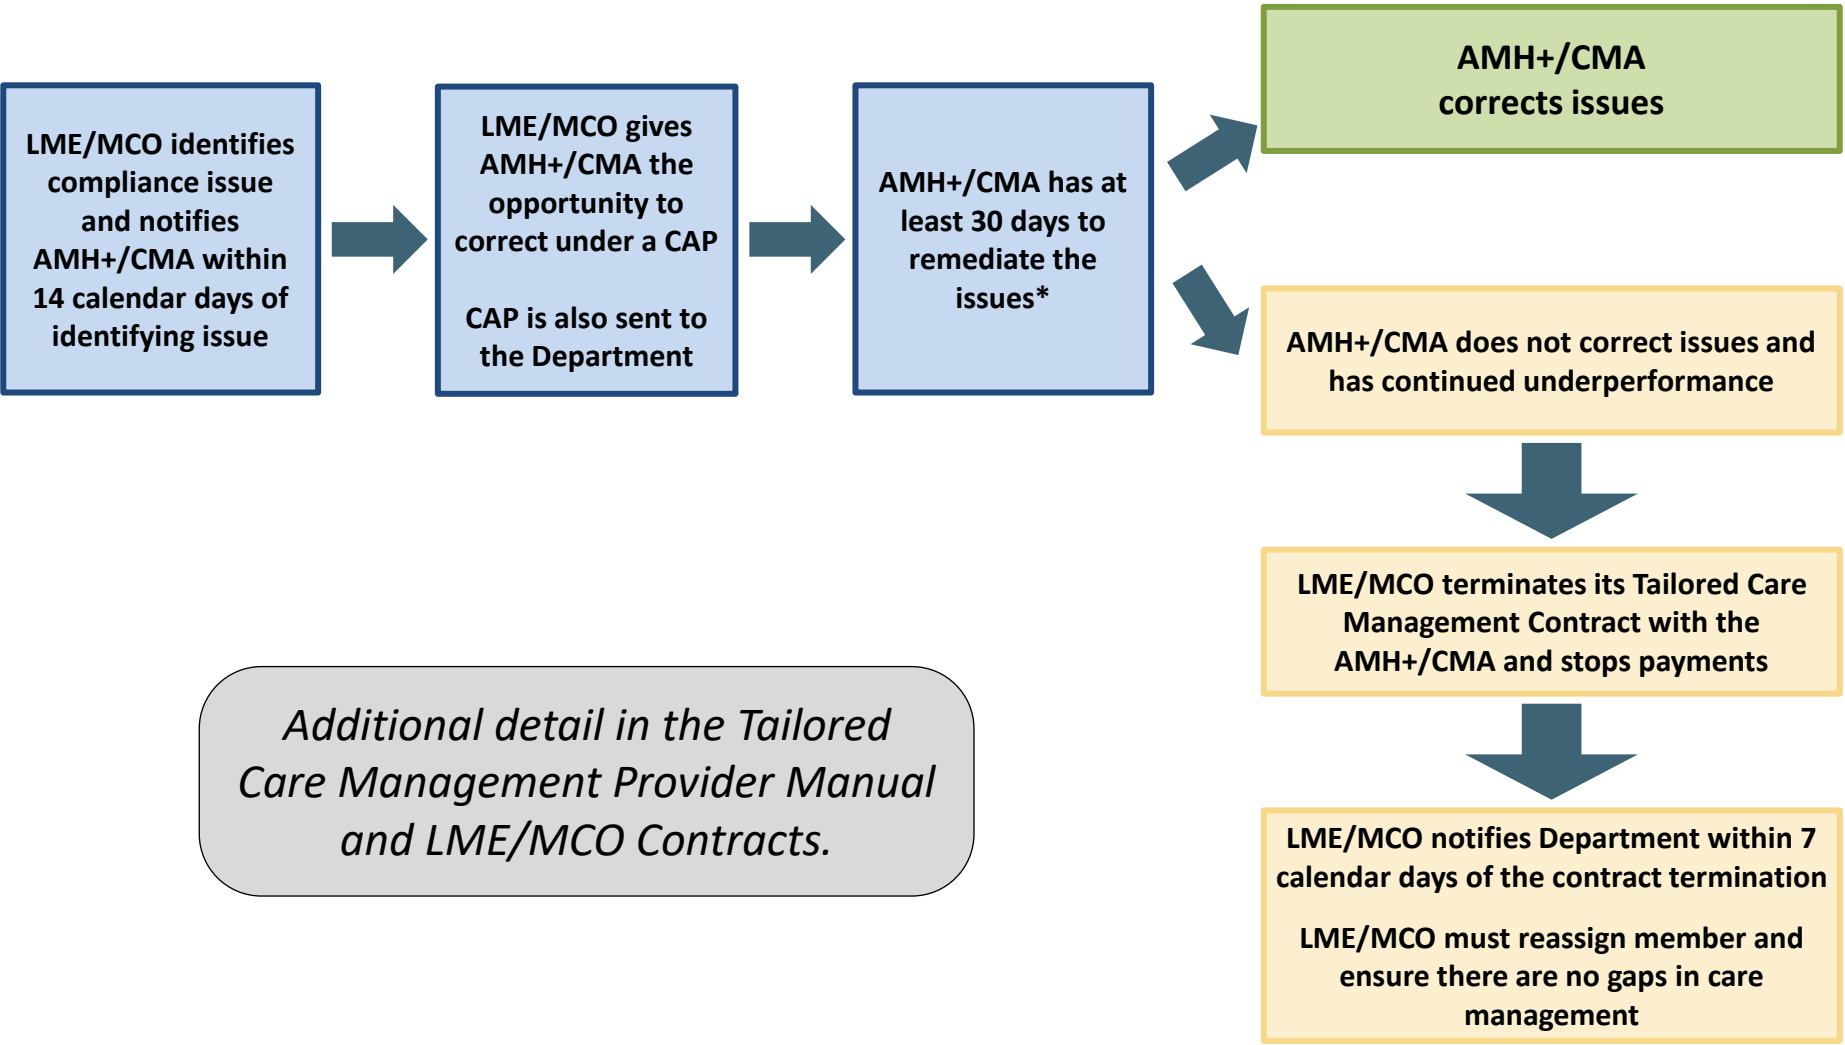 LME/MCO identifies
compliance issue
and notifies
AMH+/CMA within
14 calendar days of
identifying issue
LME/MCO gives
AMH+/CMA the
opportunity to
correct under a CAP
CAP is also sent to
the Department
AMH+/CMA has at
least 30 days to
remediate the
issues*
AMH+/CMA
corrects issues
AMH+/CMA does not correct issues and
has continued underperformance
LME/MCO terminates its Tailored Care
Management Contract with the
AMH+/CMA and stops payments
LME/MCO notifies Department within 7
calendar days of the contract termination
LME/MCO must reassign member and
ensure there are no gaps in care
management
Additional detail in the Tailored
Care Management Provider Manual
and LME/MCO Contracts.